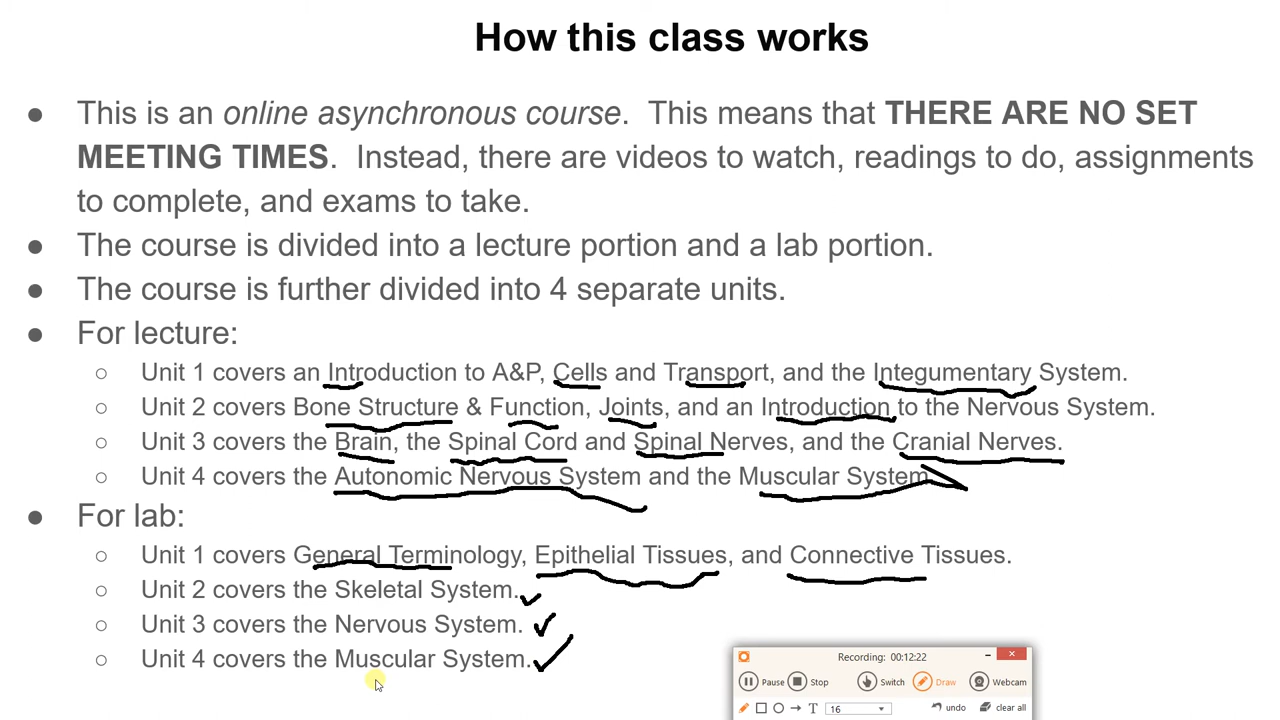 How this class works
● This is an online asynchronous course. This means that THERE ARE NO SET
MEETING TIMES. Instead, there are videos to watch, readings to do, assignments
to complete, and exams to take.
● The course is divided into a lecture portion and a lab portion.
● The course is further divided into 4 separate units.
● For lecture:
○ Unit 1 covers an Introduction to A&P, Cells and Transport, and the Integumentary System.
○ Unit 2 covers Bone Structure & Function, Joints, and an Introduction to the Nervous System.
○ Unit 3 covers the Brain, the Spinal Cord and Spinal Nerves, and the Cranial Nerves.
○ Unit 4 covers the Autonomic Nervous System and the Muscular System
● For lab:
○ Unit 1 covers General Terminology, Epithelial Tissues, and Connective Tissues.
○ Unit 2 covers the Skeletal System.
○ Unit 3 covers the Nervous System.
○ Unit 4 covers the Muscular System.
Recording: 00:12:22
Pause Stop Switch Draw Webcam
T 16 undo clear all